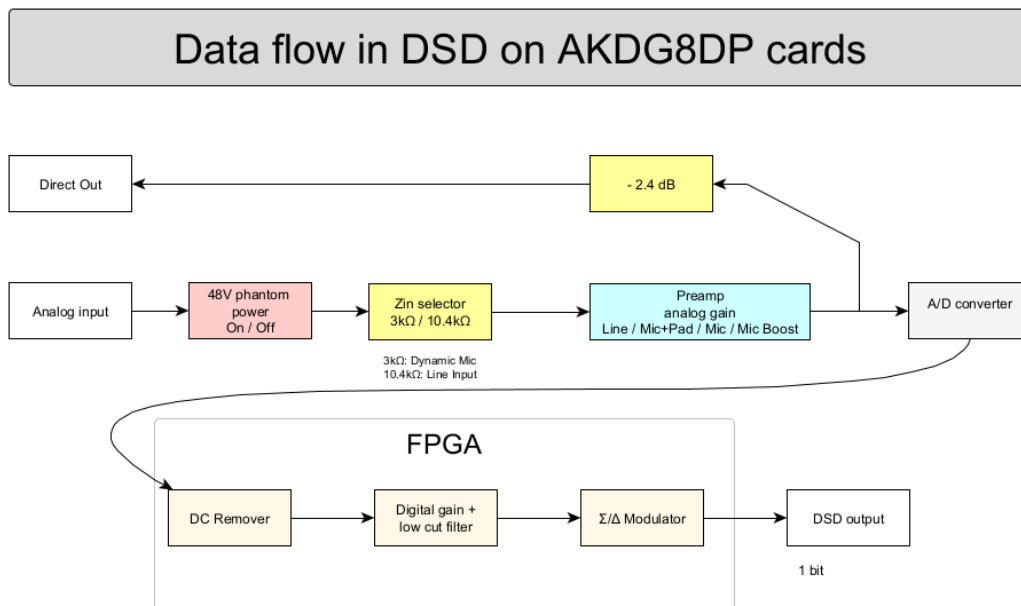 Data flow in DSD on AKDG8DP cards
Direct Out
- 2.4 dB
Analog input
48V phantom
power
On / Off
Zin selector
3kΩ / 10.4kΩ
Preamp
analog gain
Line / Mic+Pad / Mic / Mic Boost
A/D converter
3kΩ: Dynamic Mic
10.4kΩ: Line Input
FPGA
DC Remover
Digital gain +
low cut filter
Σ/Δ Modulator
DSD output
1 bit